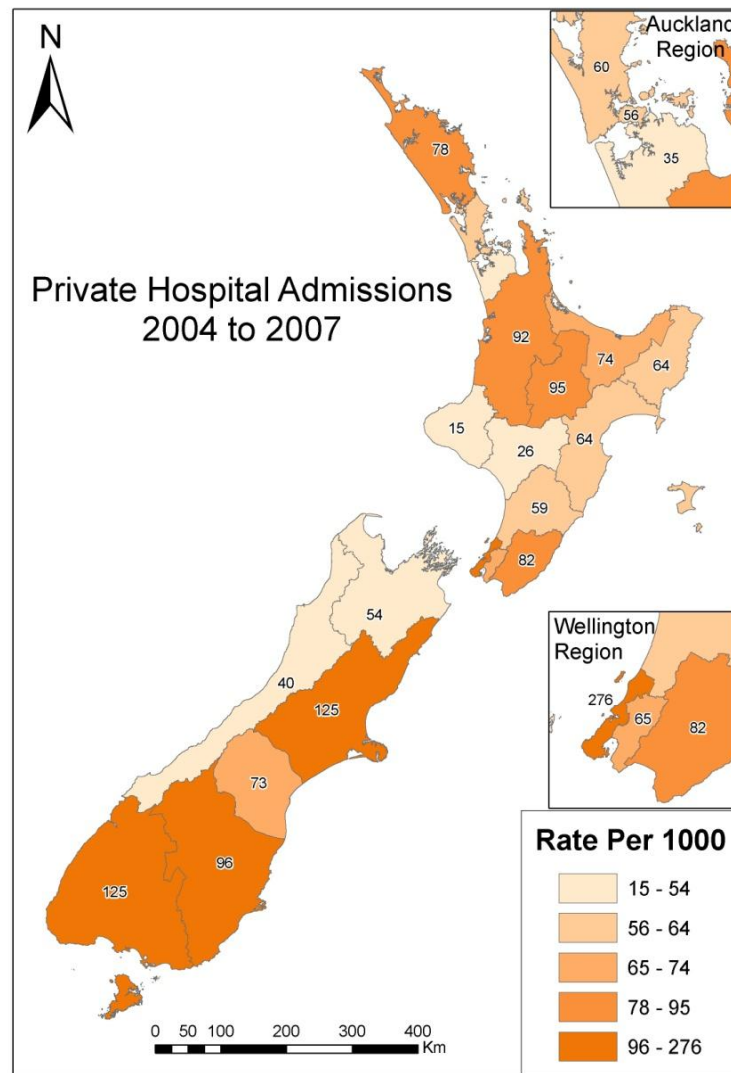 N
Auckland
Region
60
56
35
78
Private Hospital Admissions
2004 to 2007
92
74
64
95
15
26
64
59
82
54
40
125
73
96
125
Wellington
Region
276
65
82
Rate Per 1000
15 - 54
56 - 64
65 - 74
78 - 95
96 - 276
0 50 100 200 300 400
Km